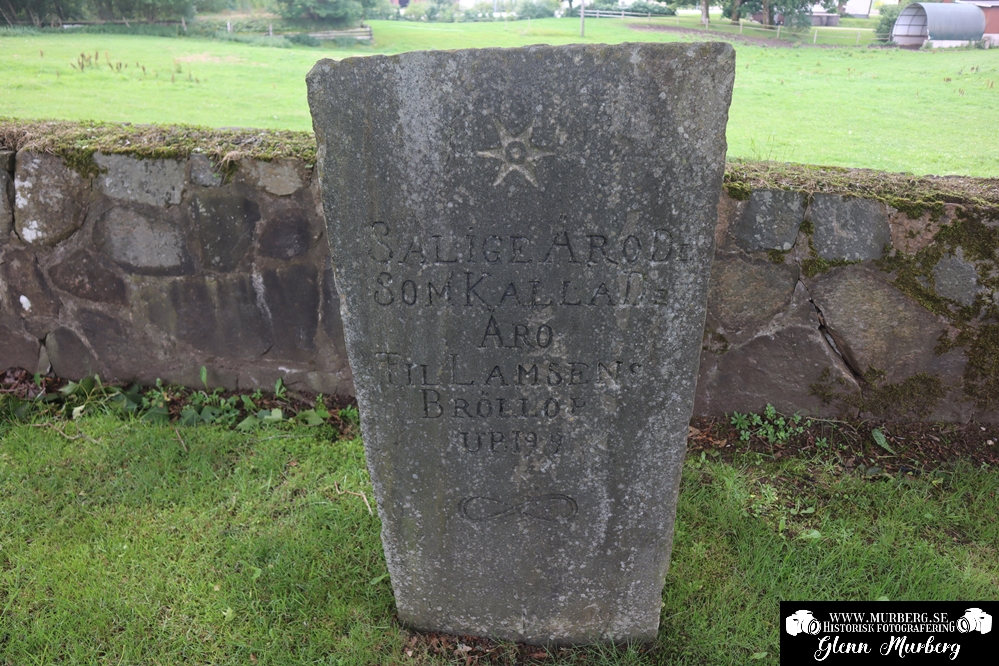 SALIGE ÄRO DE
SOM KALLADE
ÄRO
TILL LAMSENS
BRÖLLOP
UP 19 9
WWW.MURBERG.SE
HISTORISK FOTOGRAFERING
Glenn Murberg